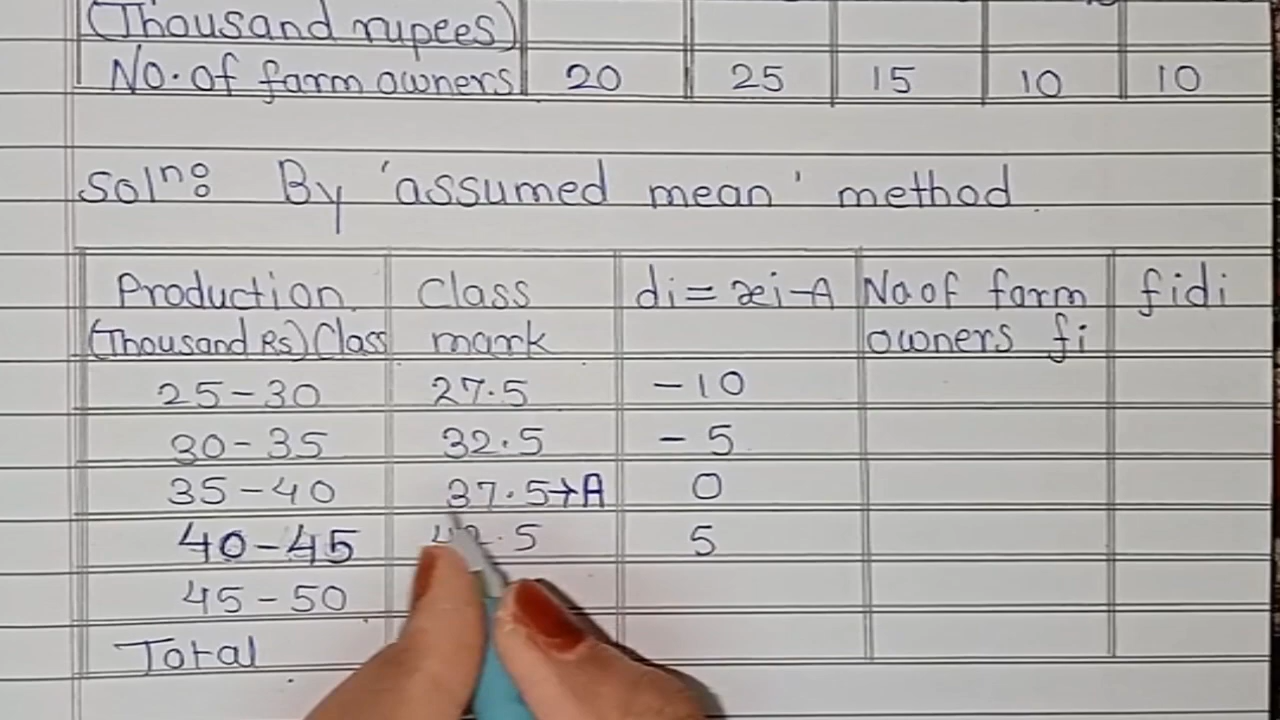 (Thousand rupees)
No. of farm owners 20 25 15 10 10
Solⁿ: By 'assumed mean' method
Production Class di = xi-A No of farm fidi
(Thousand Rs) Class mark owners fi
25-30 27.5 -10
30-35 32.5 -5
35-40 37.5→A 0
40-45 42.5 5
45-50
Total